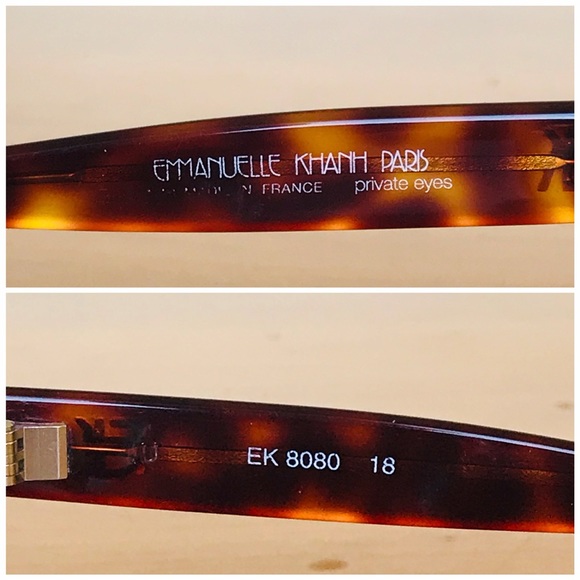 EMMANUELLE KHANH PARIS
FRANCE private eyes
EK 8080 18